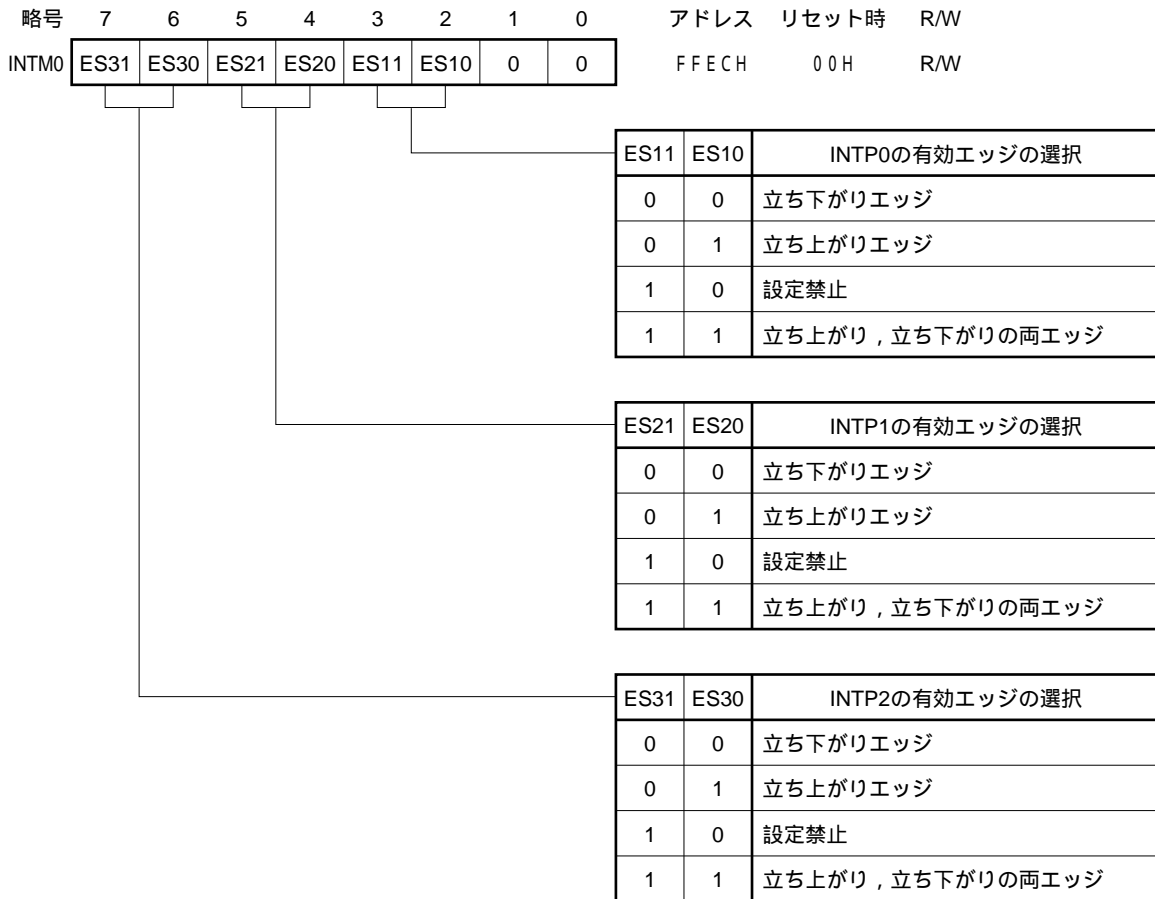 略号 7 6 5 4 3 2 1 0 アドレス リセット時 R/W
INTM0 ES31 ES30 ES21 ES20 ES11 ES10 0 0 FFECH 00H R/W
ES11 ES10 INTP0の有効エッジの選択
0 0 立ち下がりエッジ
0 1 立ち上がりエッジ
1 0 設定禁止
1 1 立ち上がり，立ち下がりの両エッジ
ES21 ES20 INTP1の有効エッジの選択
0 0 立ち下がりエッジ
0 1 立ち上がりエッジ
1 0 設定禁止
1 1 立ち上がり，立ち下がりの両エッジ
ES31 ES30 INTP2の有効エッジの選択
0 0 立ち下がりエッジ
0 1 立ち上がりエッジ
1 0 設定禁止
1 1 立ち上がり，立ち下がりの両エッジ